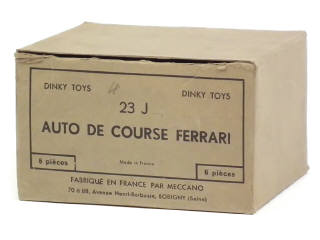 DINKY TOYS DINKY TOYS
23 J
AUTO DE COURSE FERRARI
6 pièces Made in France 6 pièces
FABRIQUÉ EN FRANCE PAR MECCANO
70 à 88, Avenue Henri-Barbusse, BOBIGNY (Seine)